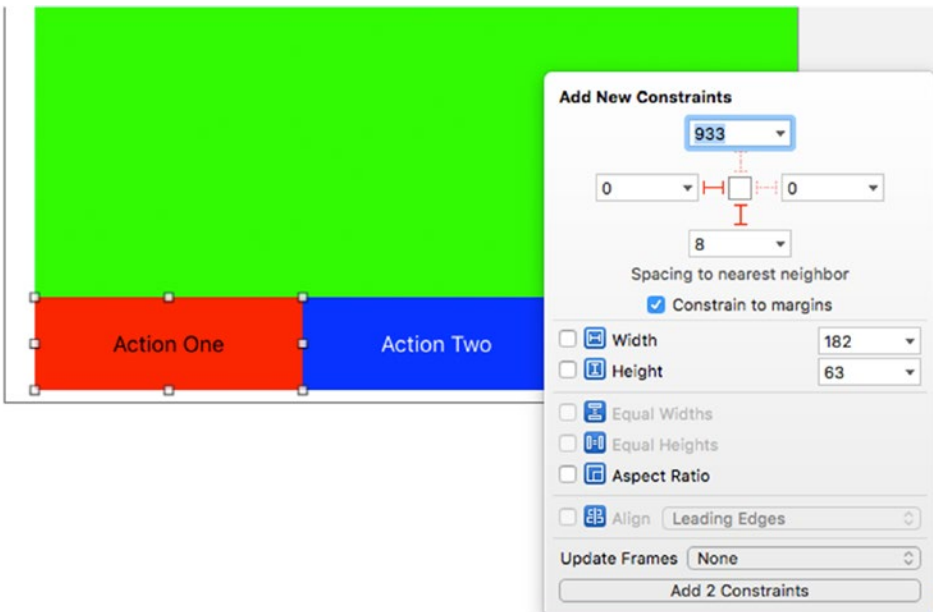 Add New Constraints
933
0 0
8
Spacing to nearest neighbor
Constrain to margins
Action One Action Two
Width 182
Height 63
Equal Widths
Equal Heights
Aspect Ratio
Align Leading Edges
Update Frames None
Add 2 Constraints